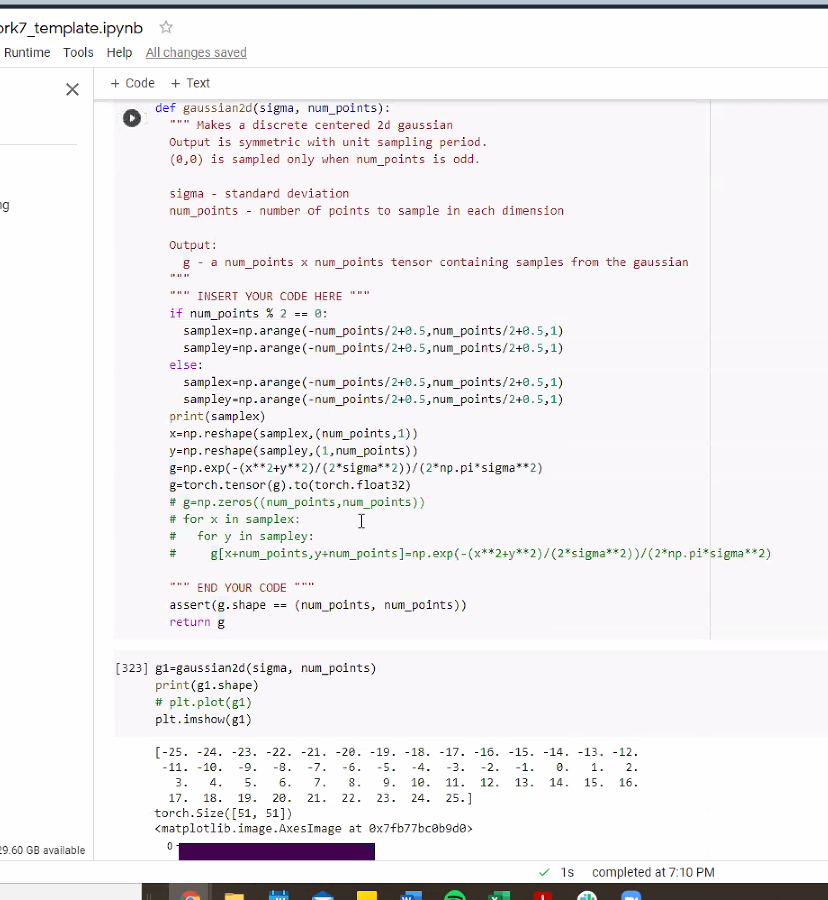 ork7_template.ipynb
Runtime Tools Help All changes saved
+ Code + Text
def gaussian2d(sigma, num_points):
""" Makes a discrete centered 2d gaussian
Output is symmetric with unit sampling period.
(0,0) is sampled only when num_points is odd.
ng
sigma - standard deviation
num_points - number of points to sample in each dimension
Output:
g - a num_points x num_points tensor containing samples from the gaussian
"""
""" INSERT YOUR CODE HERE """
if num_points % 2 == 0:
samplex=np.arange(-num_points/2+0.5,num_points/2+0.5,1)
sampley=np.arange(-num_points/2+0.5,num_points/2+0.5,1)
else:
samplex=np.arange(-num_points/2+0.5,num_points/2+0.5,1)
sampley=np.arange(-num_points/2+0.5,num_points/2+0.5,1)
print(samplex)
x=np.reshape(samplex,(num_points,1))
y=np.reshape(sampley,(1,num_points))
g=np.exp(-(x**2+y**2)/(2*sigma**2))/(2*np.pi*sigma**2)
g=torch.tensor(g).to(torch.float32)
# g=np.zeros((num_points,num_points))
# for x in samplex:
# for y in sampley:
# g[x+num_points,y+num_points]=np.exp(-(x**2+y**2)/(2*sigma**2))/(2*np.pi*sigma**2)
""" END YOUR CODE """
assert(g.shape == (num_points, num_points))
return g
[323] g1=gaussian2d(sigma, num_points)
print(g1.shape)
# plt.plot(g1)
plt.imshow(g1)
[-25. -24. -23. -22. -21. -20. -19. -18. -17. -16. -15. -14. -13. -12.
-11. -10. -9. -8. -7. -6. -5. -4. -3. -2. -1. 0. 1. 2.
3. 4. 5. 6. 7. 8. 9. 10. 11. 12. 13. 14. 15. 16.
17. 18. 19. 20. 21. 22. 23. 24. 25.]
torch.Size([51, 51])
<matplotlib.image.AxesImage at 0x7fb77bc0b9d0>
0
29.60 GB available
1s completed at 7:10 PM